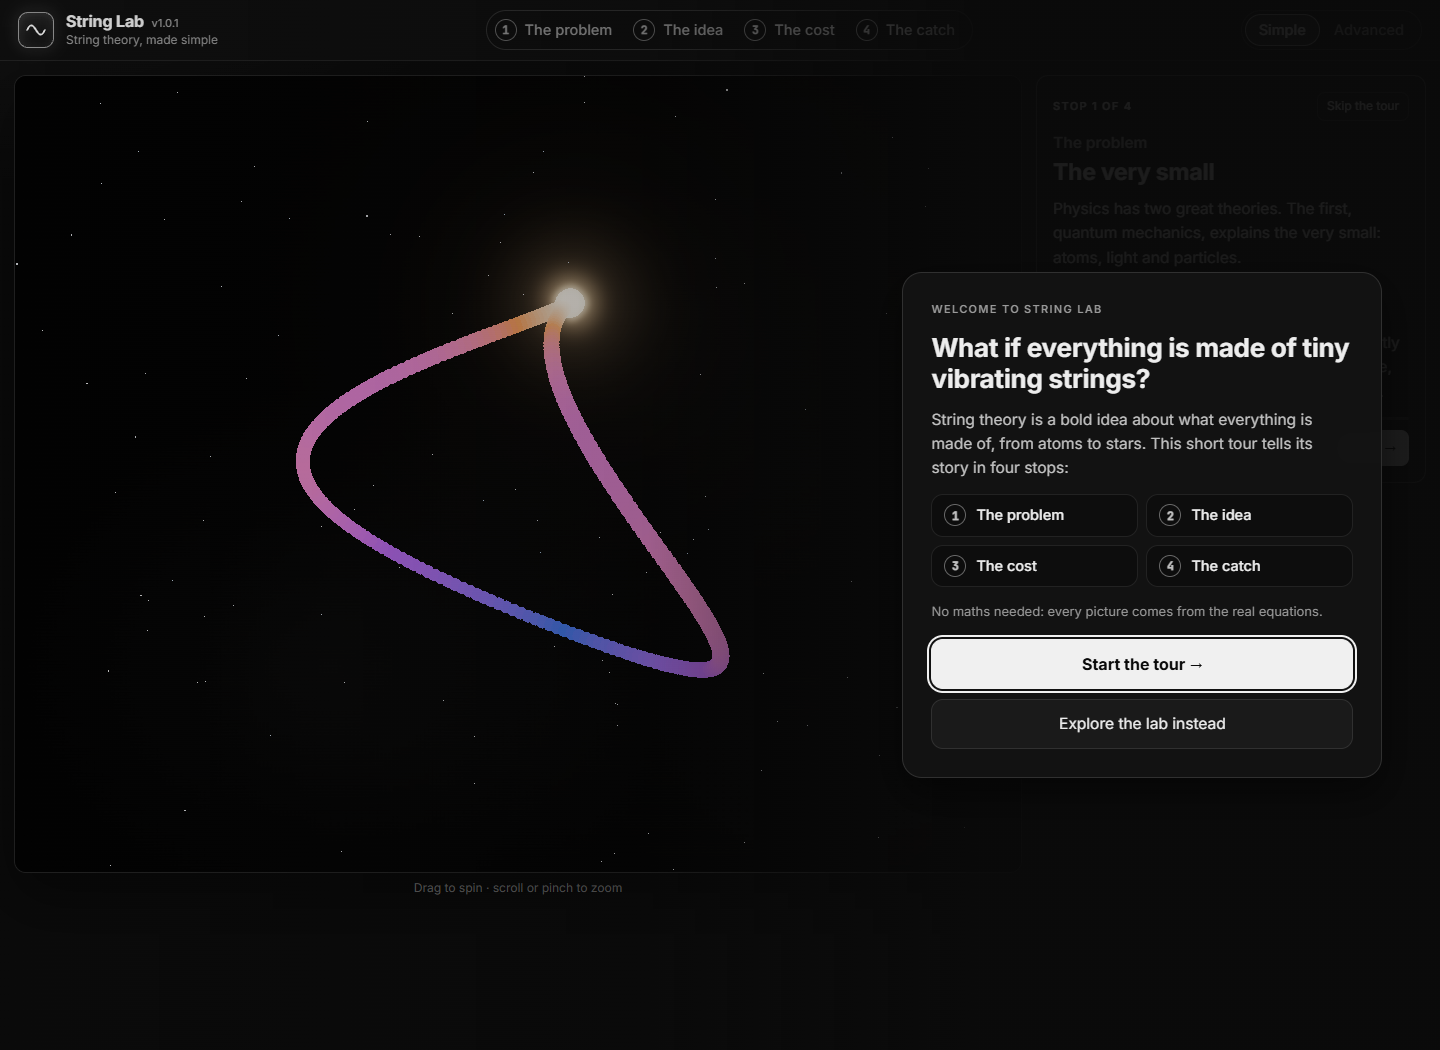 String Lab v1.0.1
String theory, made simple
1 The problem 2 The idea 3 The cost 4 The catch
Simple Advanced
STOP 1 OF 4
Skip the tour
The problem
The very small
Physics has two great theories. The first,
quantum mechanics, explains the very small:
atoms, light and particles.
WELCOME TO STRING LAB
What if everything is made of tiny
vibrating strings?
String theory is a bold idea about what everything is
made of, from atoms to stars. This short tour tells its
story in four stops:
1 The problem
2 The idea
3 The cost
4 The catch
No maths needed: every picture comes from the real equations.
Start the tour →
Explore the lab instead
Drag to spin · scroll or pinch to zoom